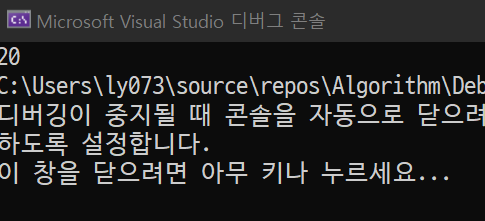 Microsoft Visual Studio 디버그 콘솔
20
C:\Users\ly073\source\repos\Algorithm\Deb
디버깅이 중지될 때 콘솔을 자동으로 닫으려
하도록 설정합니다.
이 창을 닫으려면 아무 키나 누르세요...